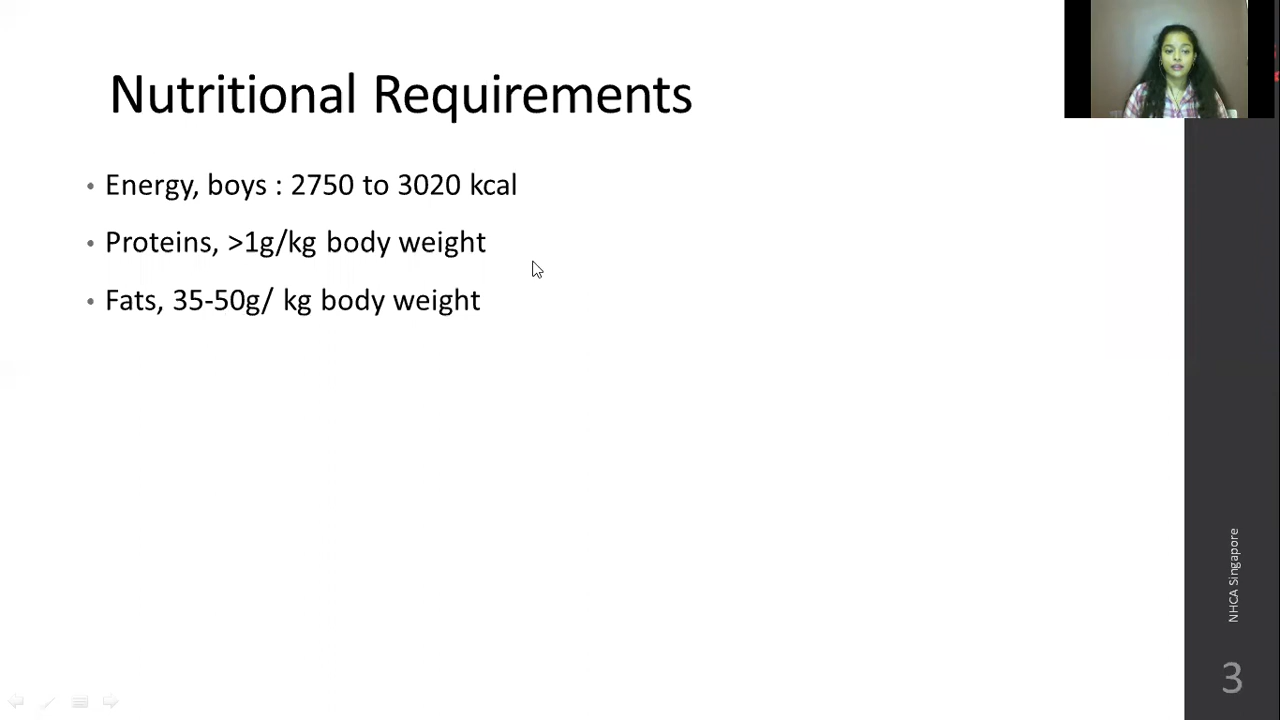 Nutritional Requirements
• Energy, boys : 2750 to 3020 kcal
• Proteins, >1g/kg body weight
• Fats, 35-50g/ kg body weight
NHCA Singapore
3